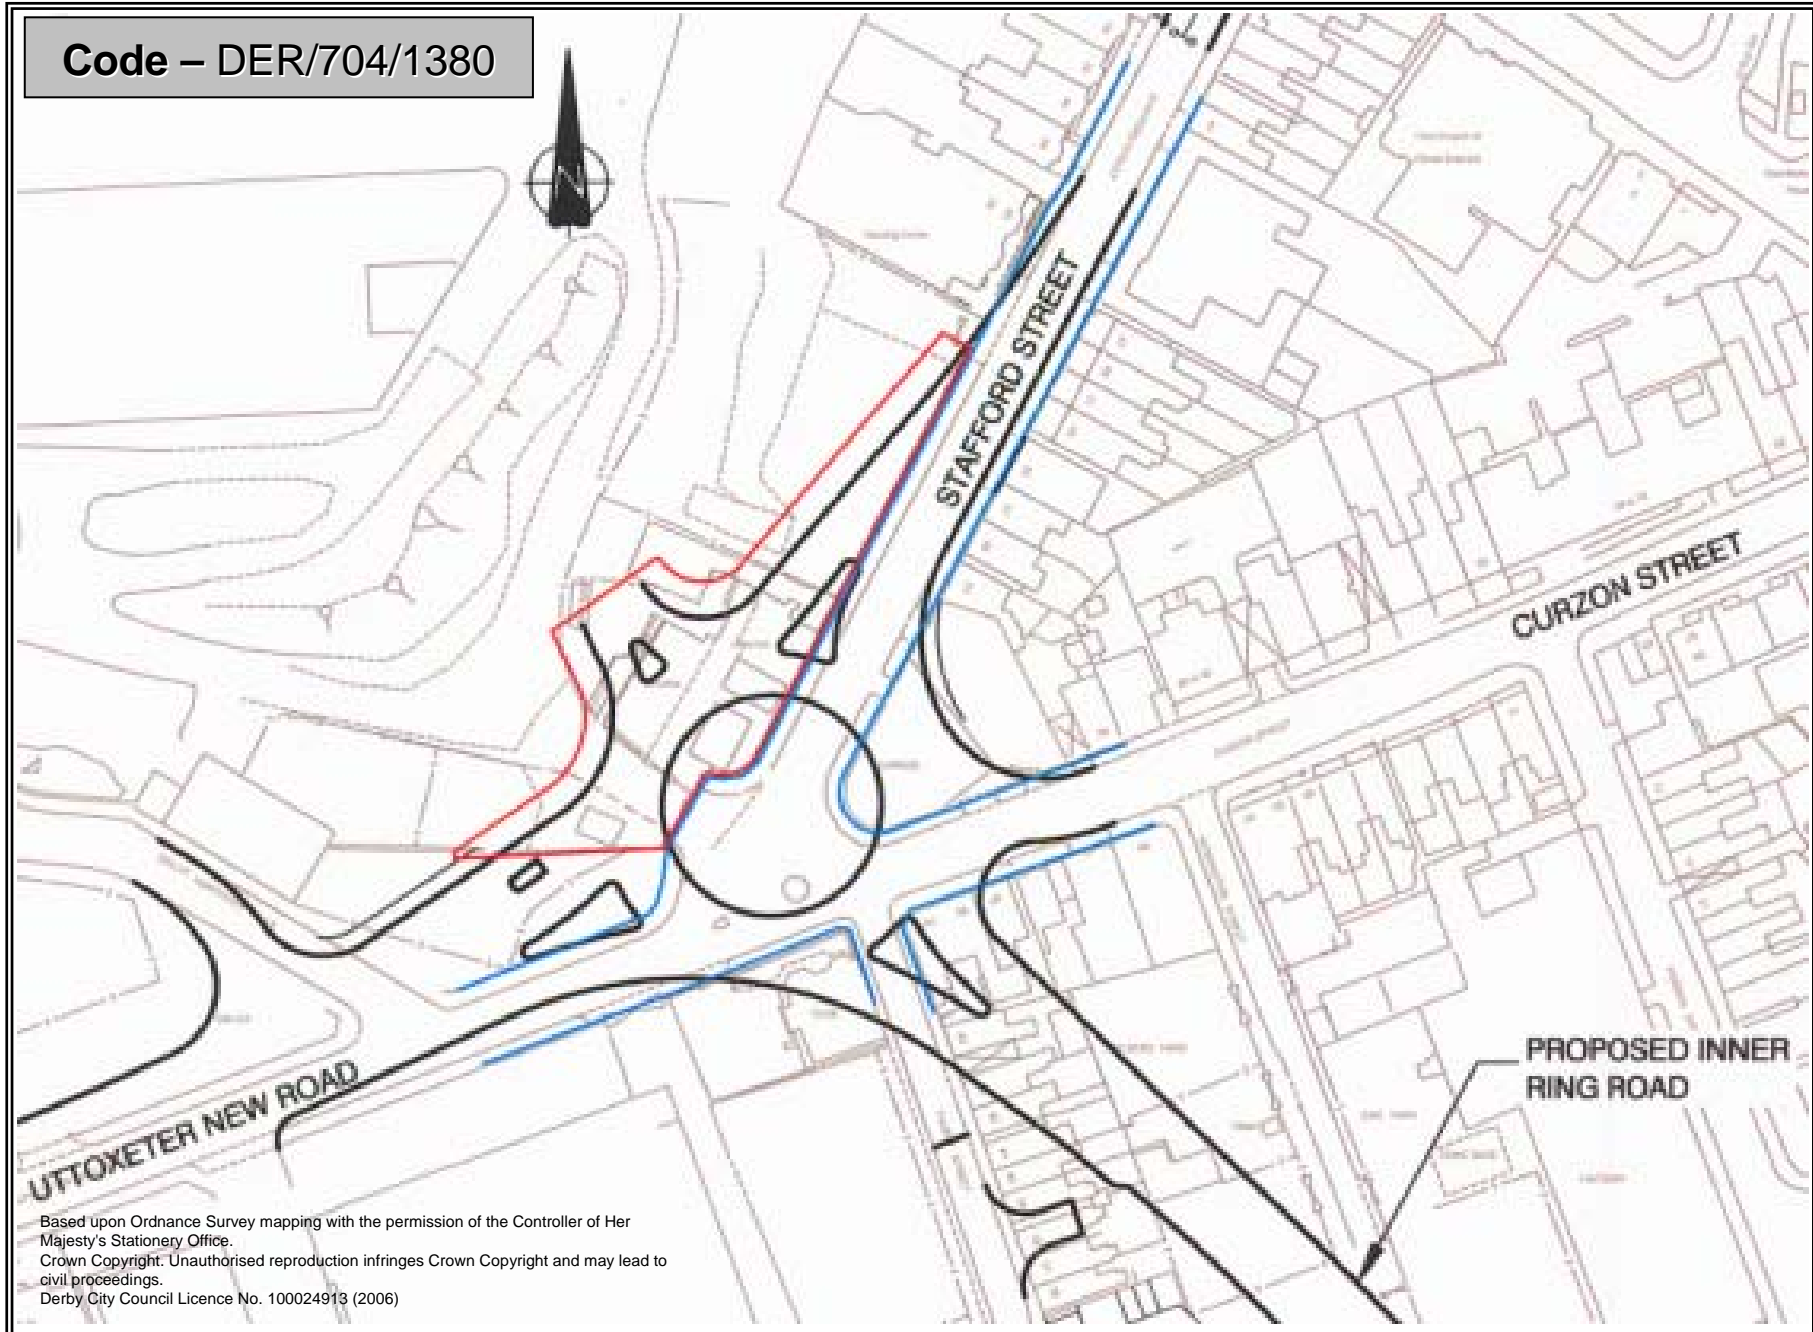 Code – DER/704/1380
N
STAFFORD STREET
CURZON STREET
PROPOSED INNER
RING ROAD
UTTOXETER NEW ROAD
Based upon Ordnance Survey mapping with the permission of the Controller of Her
Majesty's Stationery Office.
Crown Copyright. Unauthorised reproduction infringes Crown Copyright and may lead to
civil proceedings.
Derby City Council Licence No. 100024913 (2006)